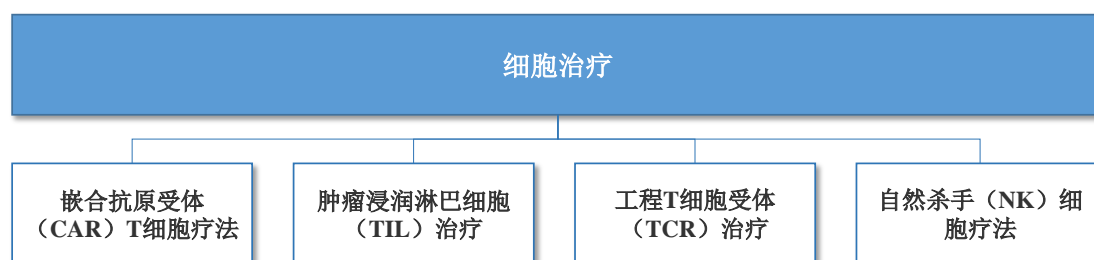 细胞治疗
嵌合抗原受体
（CAR）T细胞疗法
肿瘤浸润淋巴细胞
（TIL）治疗
工程T细胞受体
（TCR）治疗
自然杀手（NK）细
胞疗法